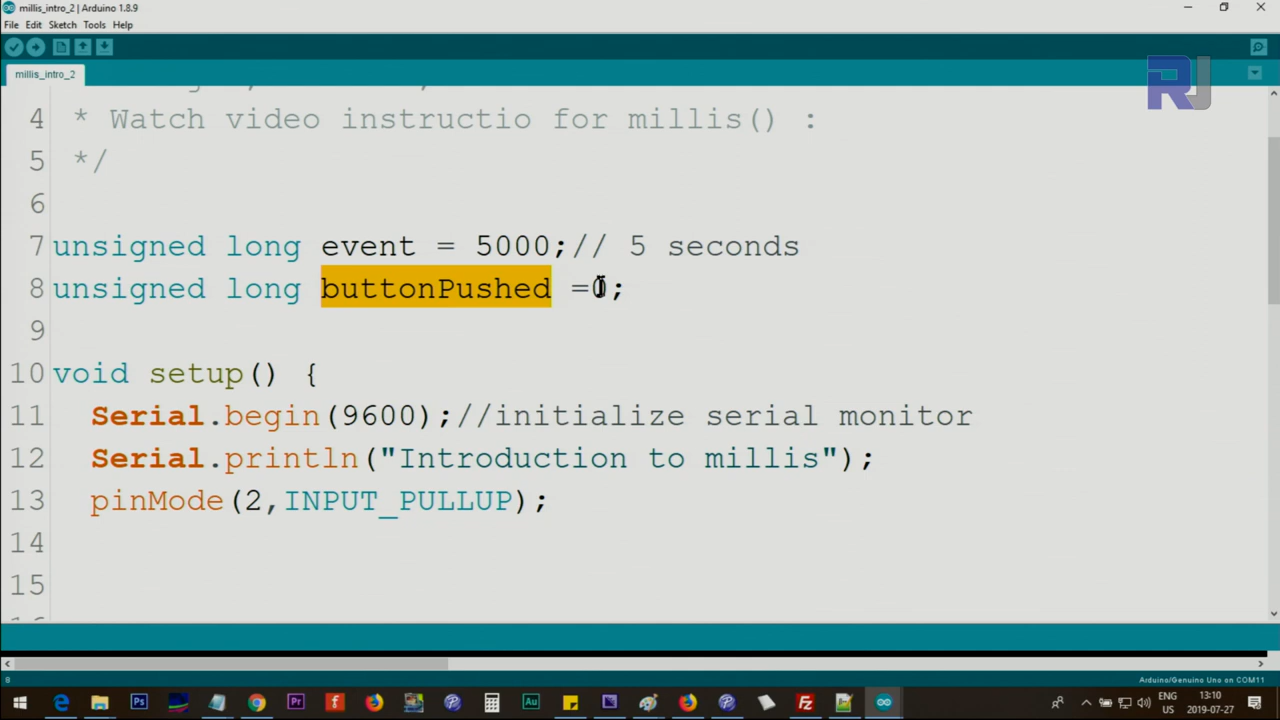 millis_intro_2 | Arduino 1.8.9
File Edit Sketch Tools Help
millis_intro_2
RJ
4 * Watch video instructio for millis() :
5 */
6
7 unsigned long event = 5000;// 5 seconds
8 unsigned long buttonPushed =0;
9
10 void setup() {
11 Serial.begin(9600);//initialize serial monitor
12 Serial.println("Introduction to millis");
13 pinMode(2,INPUT_PULLUP);
14
15
8 Arduino/Genuino Uno on COM11
ENG 13:10
US 2019-07-27